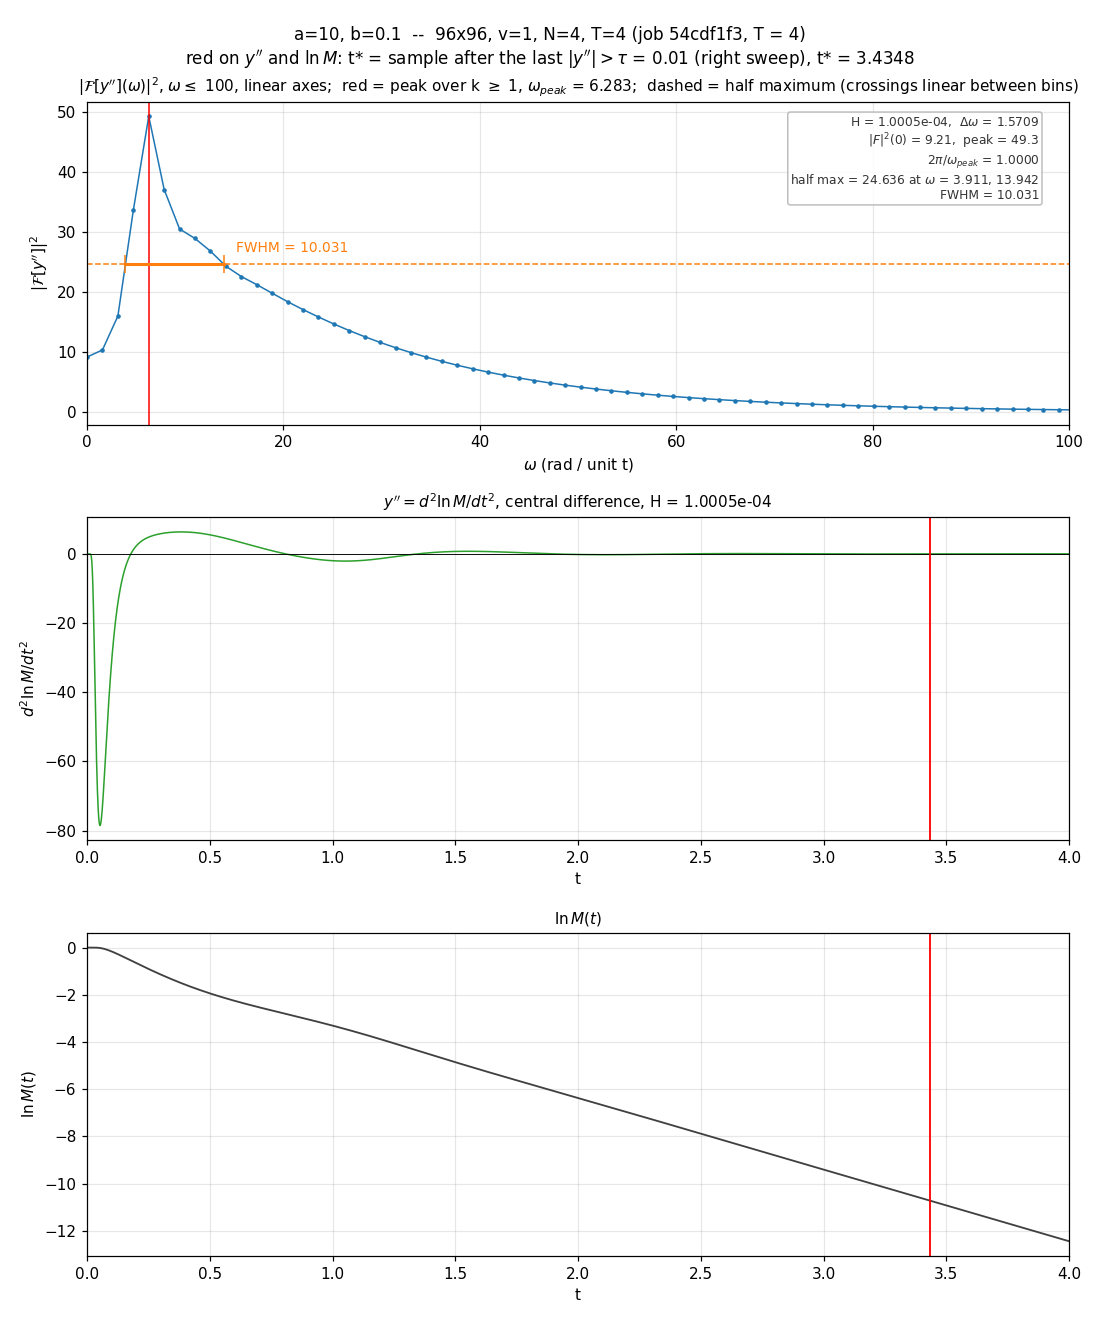 a=10, b=0.1  --  96x96, v=1, N=4, T=4 (job 54cdf1f3, T = 4)
red on y″ and ln M: t* = sample after the last |y″| > τ = 0.01 (right sweep), t* = 3.4348
|ℱ[y″](ω)|², ω ≤ 100, linear axes;  red = peak over k ≥ 1, ω_peak = 6.283;  dashed = half maximum (crossings linear between bins)
H = 1.0005e-04,  Δω = 1.5709
|F|²(0) = 9.21,  peak = 49.3
2π/ω_peak = 1.0000
half max = 24.636 at ω = 3.911, 13.942
FWHM = 10.031
FWHM = 10.031
|ℱ[y″]|²
50
40
30
20
10
0
0 20 40 60 80 100
ω (rad / unit t)
y″ = d² ln M/dt², central difference, H = 1.0005e-04
d² ln M/dt²
0
−20
−40
−60
−80
0.0 0.5 1.0 1.5 2.0 2.5 3.0 3.5 4.0
t
ln M(t)
ln M(t)
0
−2
−4
−6
−8
−10
−12
0.0 0.5 1.0 1.5 2.0 2.5 3.0 3.5 4.0
t